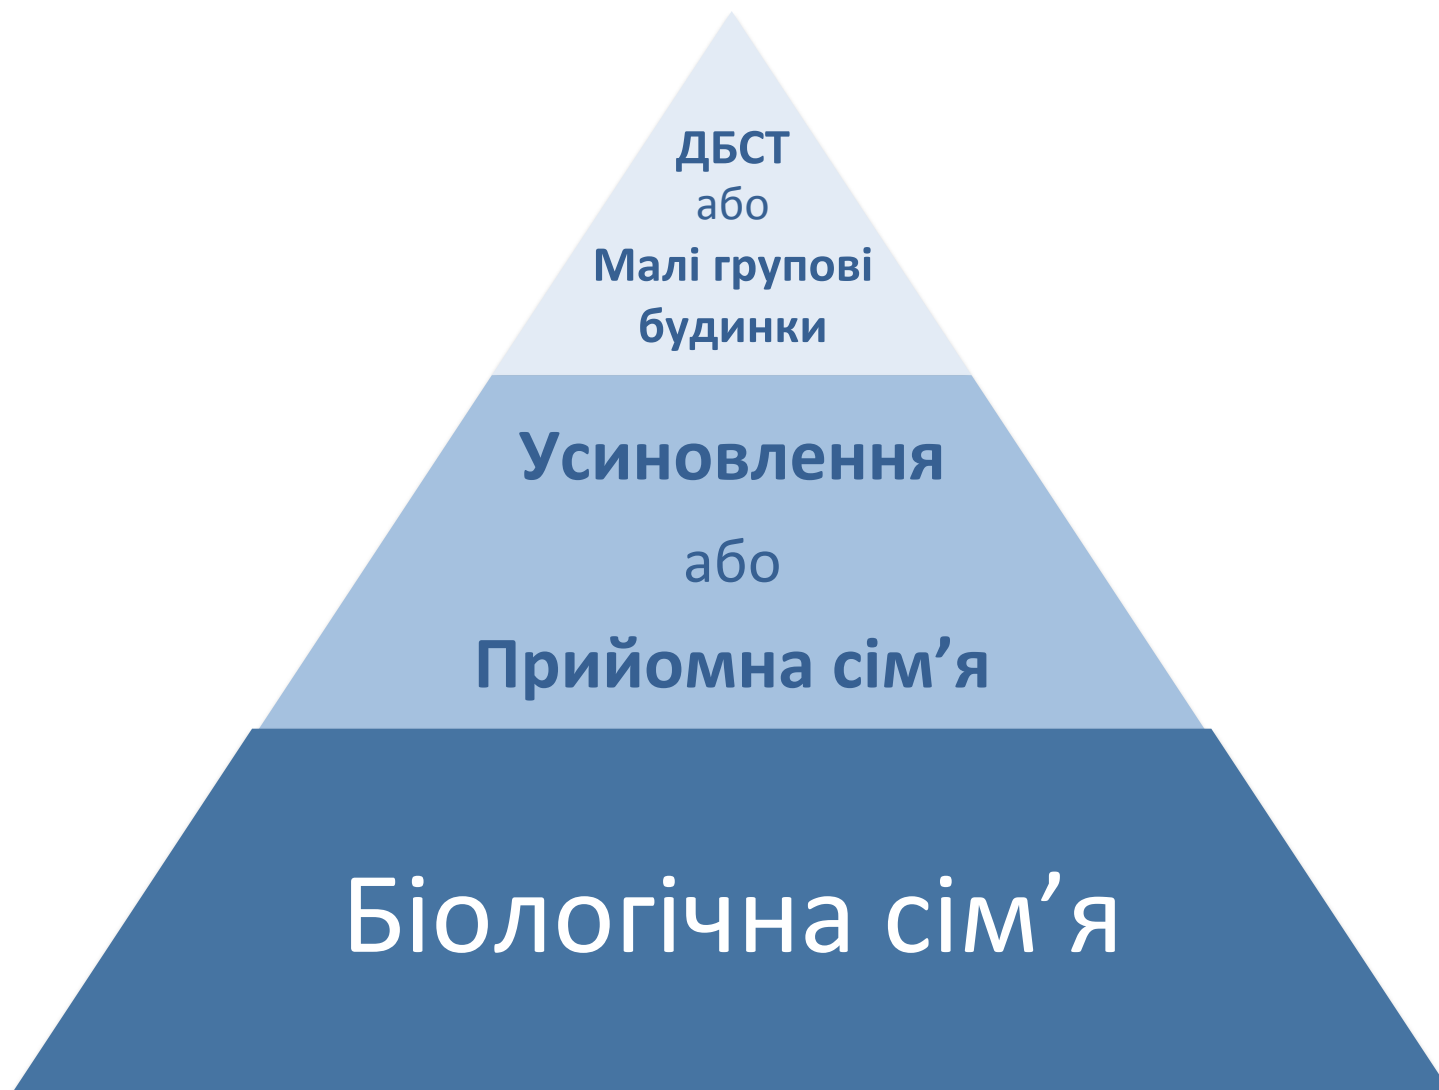 ДБСТ
або
Малі групові
будинки
Усиновлення
або
Прийомна сім’я
Біологічна сім’я